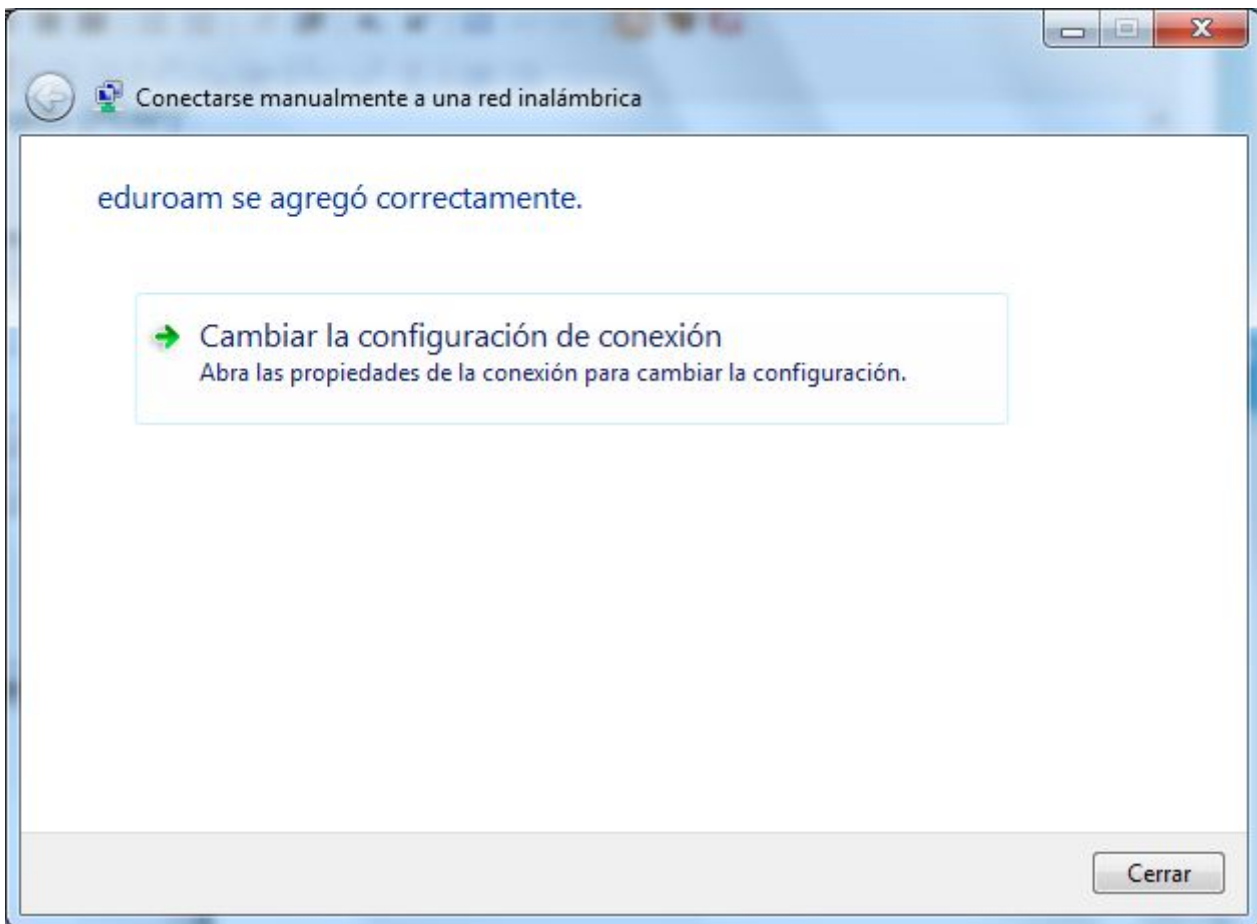 Conectarse manualmente a una red inalámbrica
eduroam se agregó correctamente.
Cambiar la configuración de conexión
Abra las propiedades de la conexión para cambiar la configuración.
Cerrar